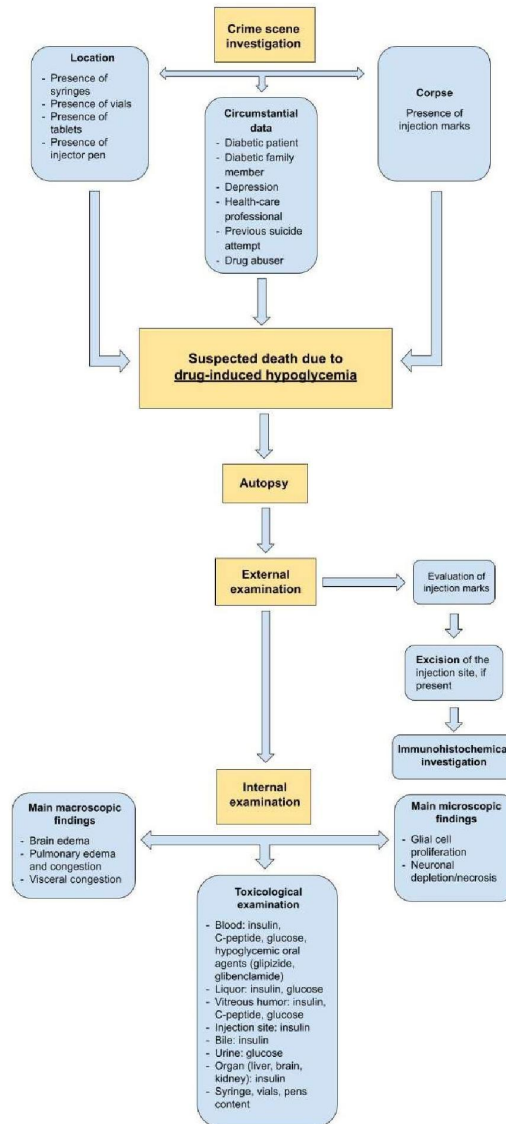 Crime scene
investigation
Location
- Presence of
syringes
- Presence of vials
- Presence of
tablets
- Presence of
injector pen
Circumstantial
data
- Diabetic patient
- Diabetic family
member
- Depression
- Health-care
professional
- Previous suicide
attempt
- Drug abuser
Corpse
Presence of
injection marks
Suspected death due to
drug-induced hypoglycemia
Autopsy
External
examination
Evaluation of
injection marks
Excision of the
injection site, if
present
Immunohistochemical
investigation
Internal
examination
Main macroscopic
findings
- Brain edema
- Pulmonary edema
and congestion
- Visceral congestion
Main microscopic
findings
- Glial cell
proliferation
- Neuronal
depletion/necrosis
Toxicological
examination
- Blood: insulin,
C-peptide, glucose,
hypoglycemic oral
agents (glipizide,
glibenclamide)
- Liquor: insulin, glucose
- Vitreous humor: insulin,
C-peptide, glucose
- Injection site: insulin
- Bile: insulin
- Urine: glucose
- Organ (liver, brain,
kidney): insulin
- Syringe, vials, pens
content